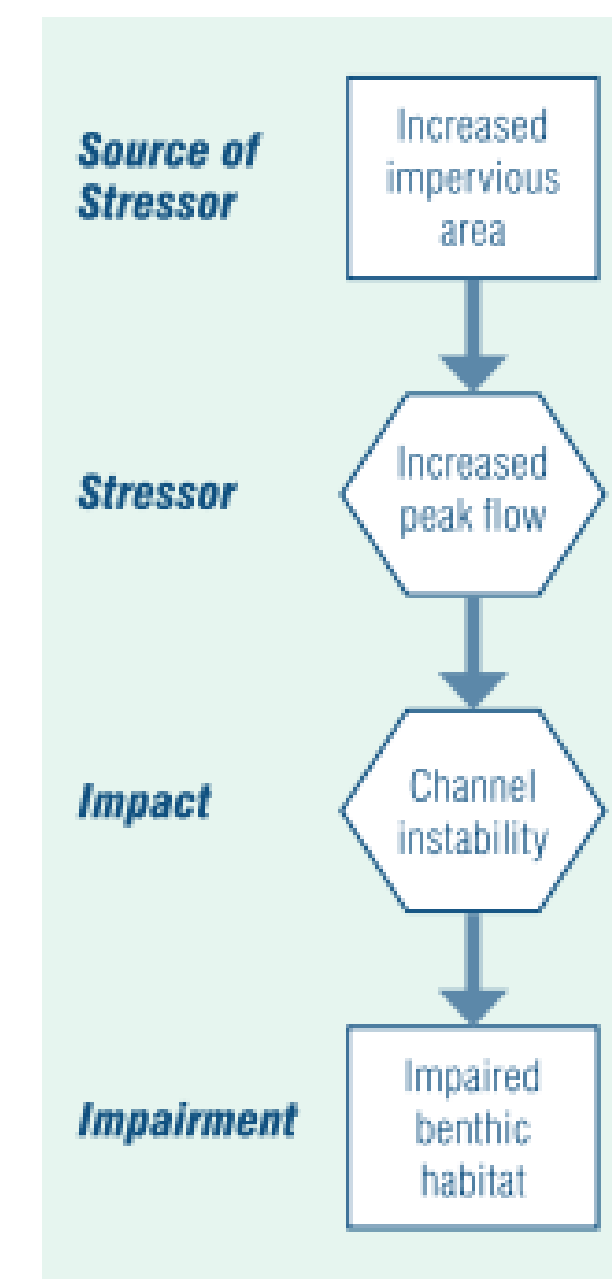 Source of
Stressor
Increased
impervious
area
Stressor
Increased
peak flow
Impact
Channel
instability
Impairment
Impaired
benthic
habitat